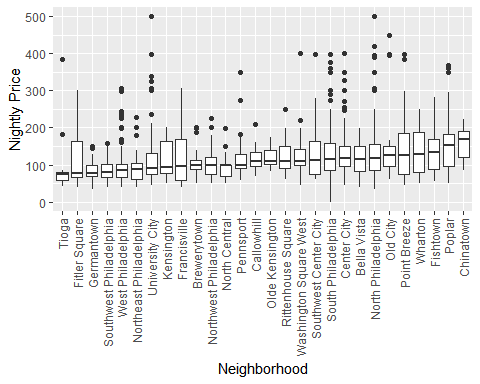 Nightly Price
500
400
300
200
100
0
Tioga
Fitler Square
Germantown
Southwest Philadelphia
West Philadelphia
Northeast Philadelphia
University City
Kensington
Francisville
Brewerytown
Northwest Philadelphia
North Central
Pennsport
Callowhill
Olde Kensington
Rittenhouse Square
Washington Square West
Southwest Center City
South Philadelphia
Center City
Bella Vista
North Philadelphia
Old City
Point Breeze
Wharton
Fishtown
Poplar
Chinatown
Neighborhood